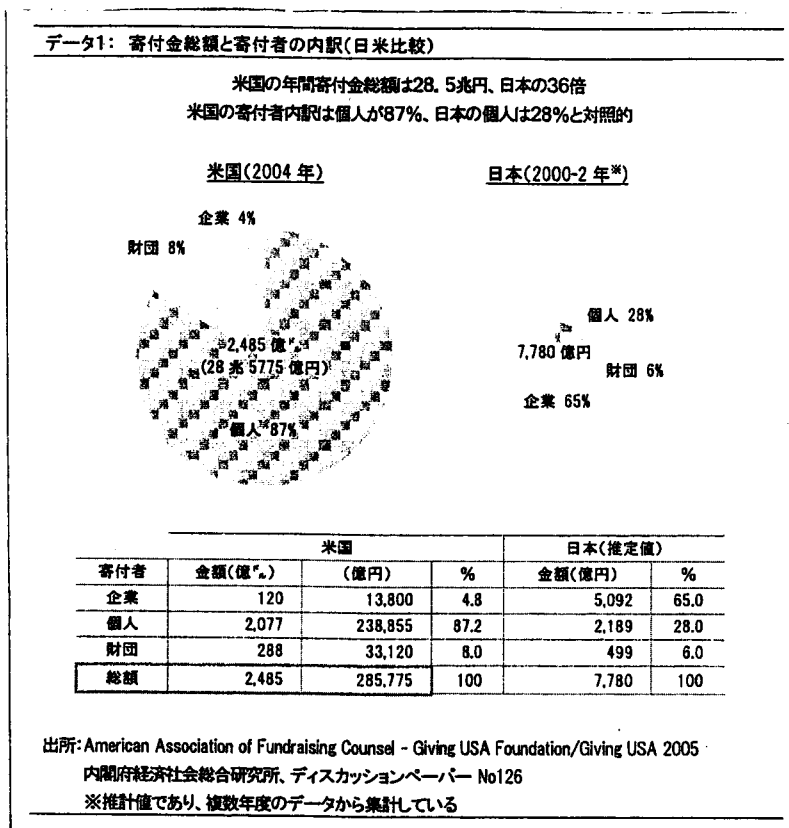 データ1: 寄付金総額と寄付者の内訳(日米比較)
米国の年間寄付金総額は28.5兆円、日本の36倍
米国の寄付者内訳は個人が87%、日本の個人は28%と対照的
米国(2004年)
日本(2000-2年※)
企業 4%
財団 8%
2,485億㌦
(28兆5775億円)
個人 87%
個人 28%
7,780億円
財団 6%
企業 65%
米国 日本(推定値)
寄付者 金額(億㌦) (億円) % 金額(億円) %
企業 120 13,800 4.8 5,092 65.0
個人 2,077 238,855 87.2 2,189 28.0
財団 288 33,120 8.0 499 6.0
総額 2,485 285,775 100 7,780 100
出所:American Association of Fundraising Counsel - Giving USA Foundation/Giving USA 2005
内閣府経済社会総合研究所、ディスカッションペーパー No126
※推計値であり、複数年度のデータから集計している